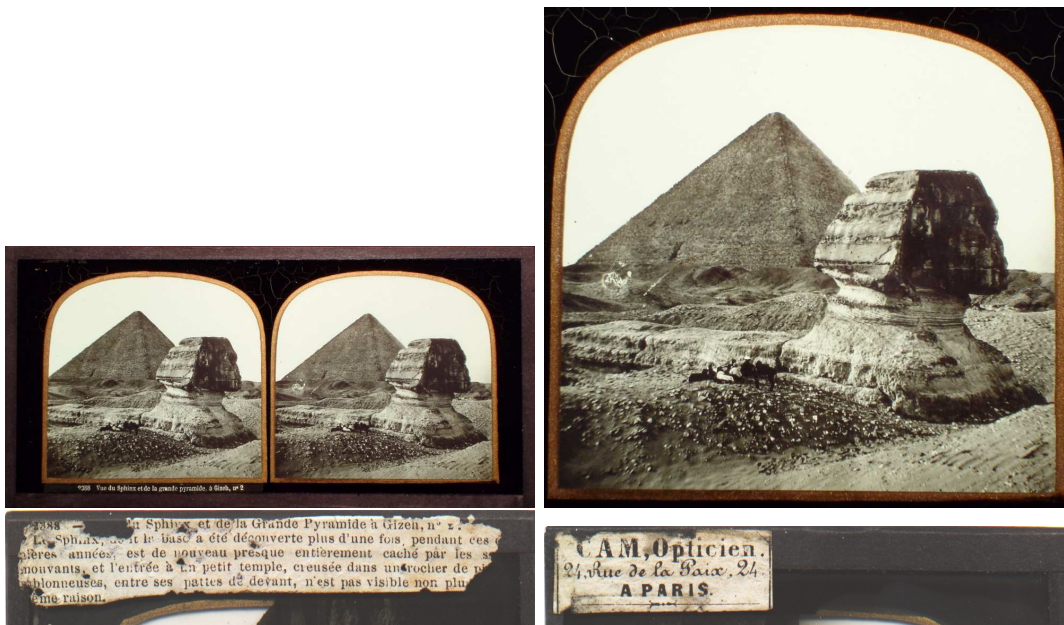 9388 Vue du Sphinx et de la grande pyramide, à Gizeh, nº 2
du Sphinx et de la Grande Pyramide à Gizeh, nº
Le Sphinx, dont la base a été découverte plus d'une fois, pendant ces
années, est de nouveau presque entièrement caché par les
mouvants, et l'entrée à un petit temple, creusée dans un rocher de
entre ses pattes de devant, n'est pas visible non
raison.
CAM, Opticien.
24, Rue de la Paix, 24
A PARIS.